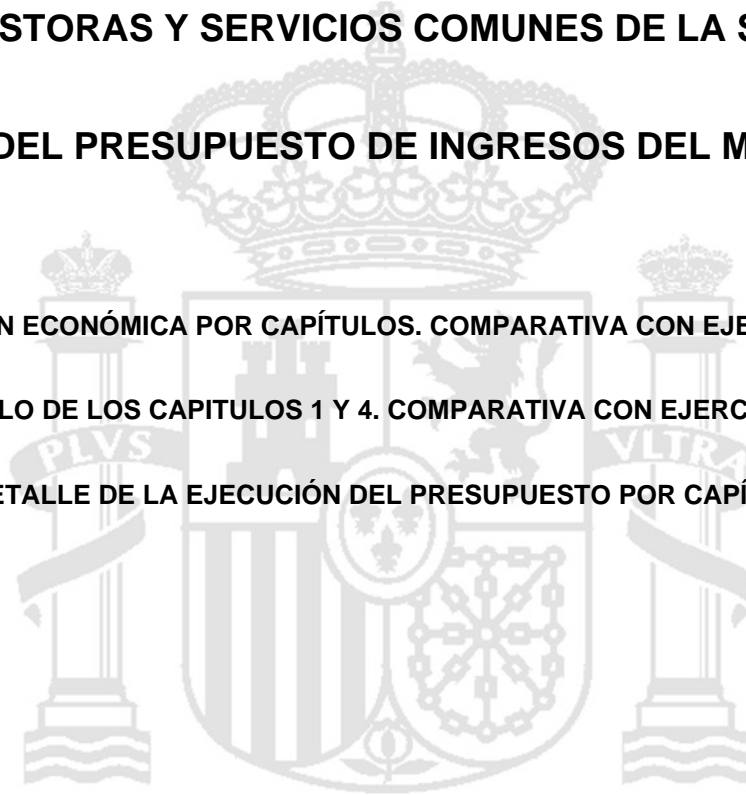 STORAS Y SERVICIOS COMUNES DE LA S
DEL PRESUPUESTO DE INGRESOS DEL M
N ECONÓMICA POR CAPÍTULOS. COMPARATIVA CON EJE
LO DE LOS CAPITULOS 1 Y 4. COMPARATIVA CON EJERC
PLVS VLTRA
ETALLE DE LA EJECUCIÓN DEL PRESUPUESTO POR CAPÍ